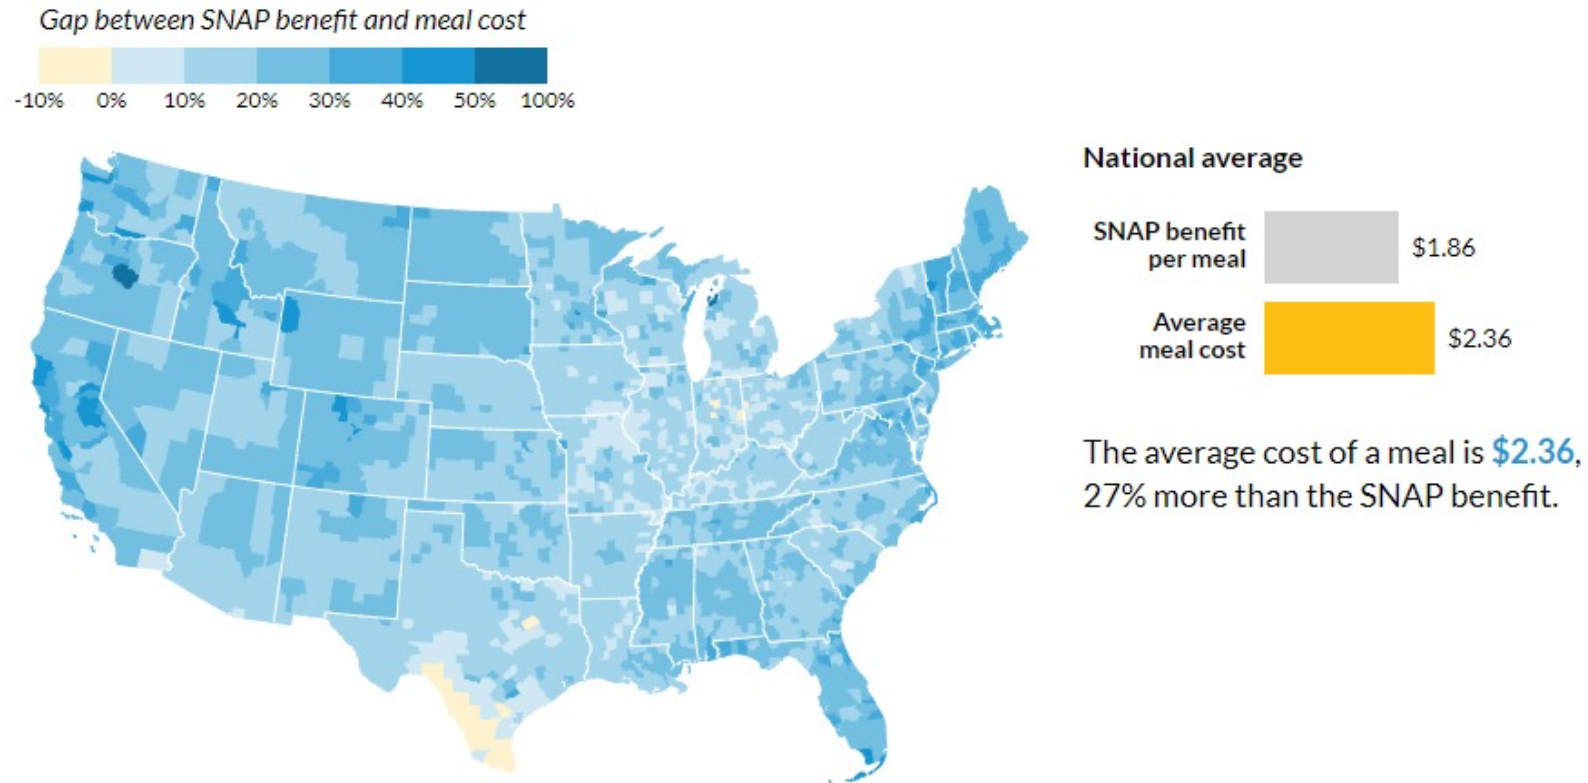 Gap between SNAP benefit and meal cost
-10% 0% 10% 20% 30% 40% 50% 100%
National average
SNAP benefit
per meal
$1.86
Average
meal cost
$2.36
The average cost of a meal is $2.36,
27% more than the SNAP benefit.